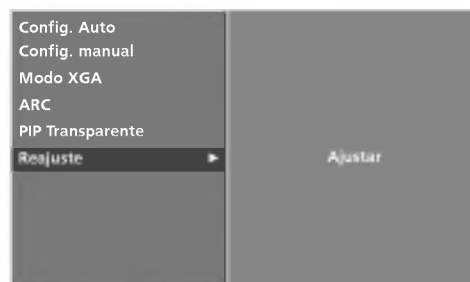 Config. Auto
Config. manual
Modo XGA
ARC
PIP Transparente
Reajuste ► Ajustar